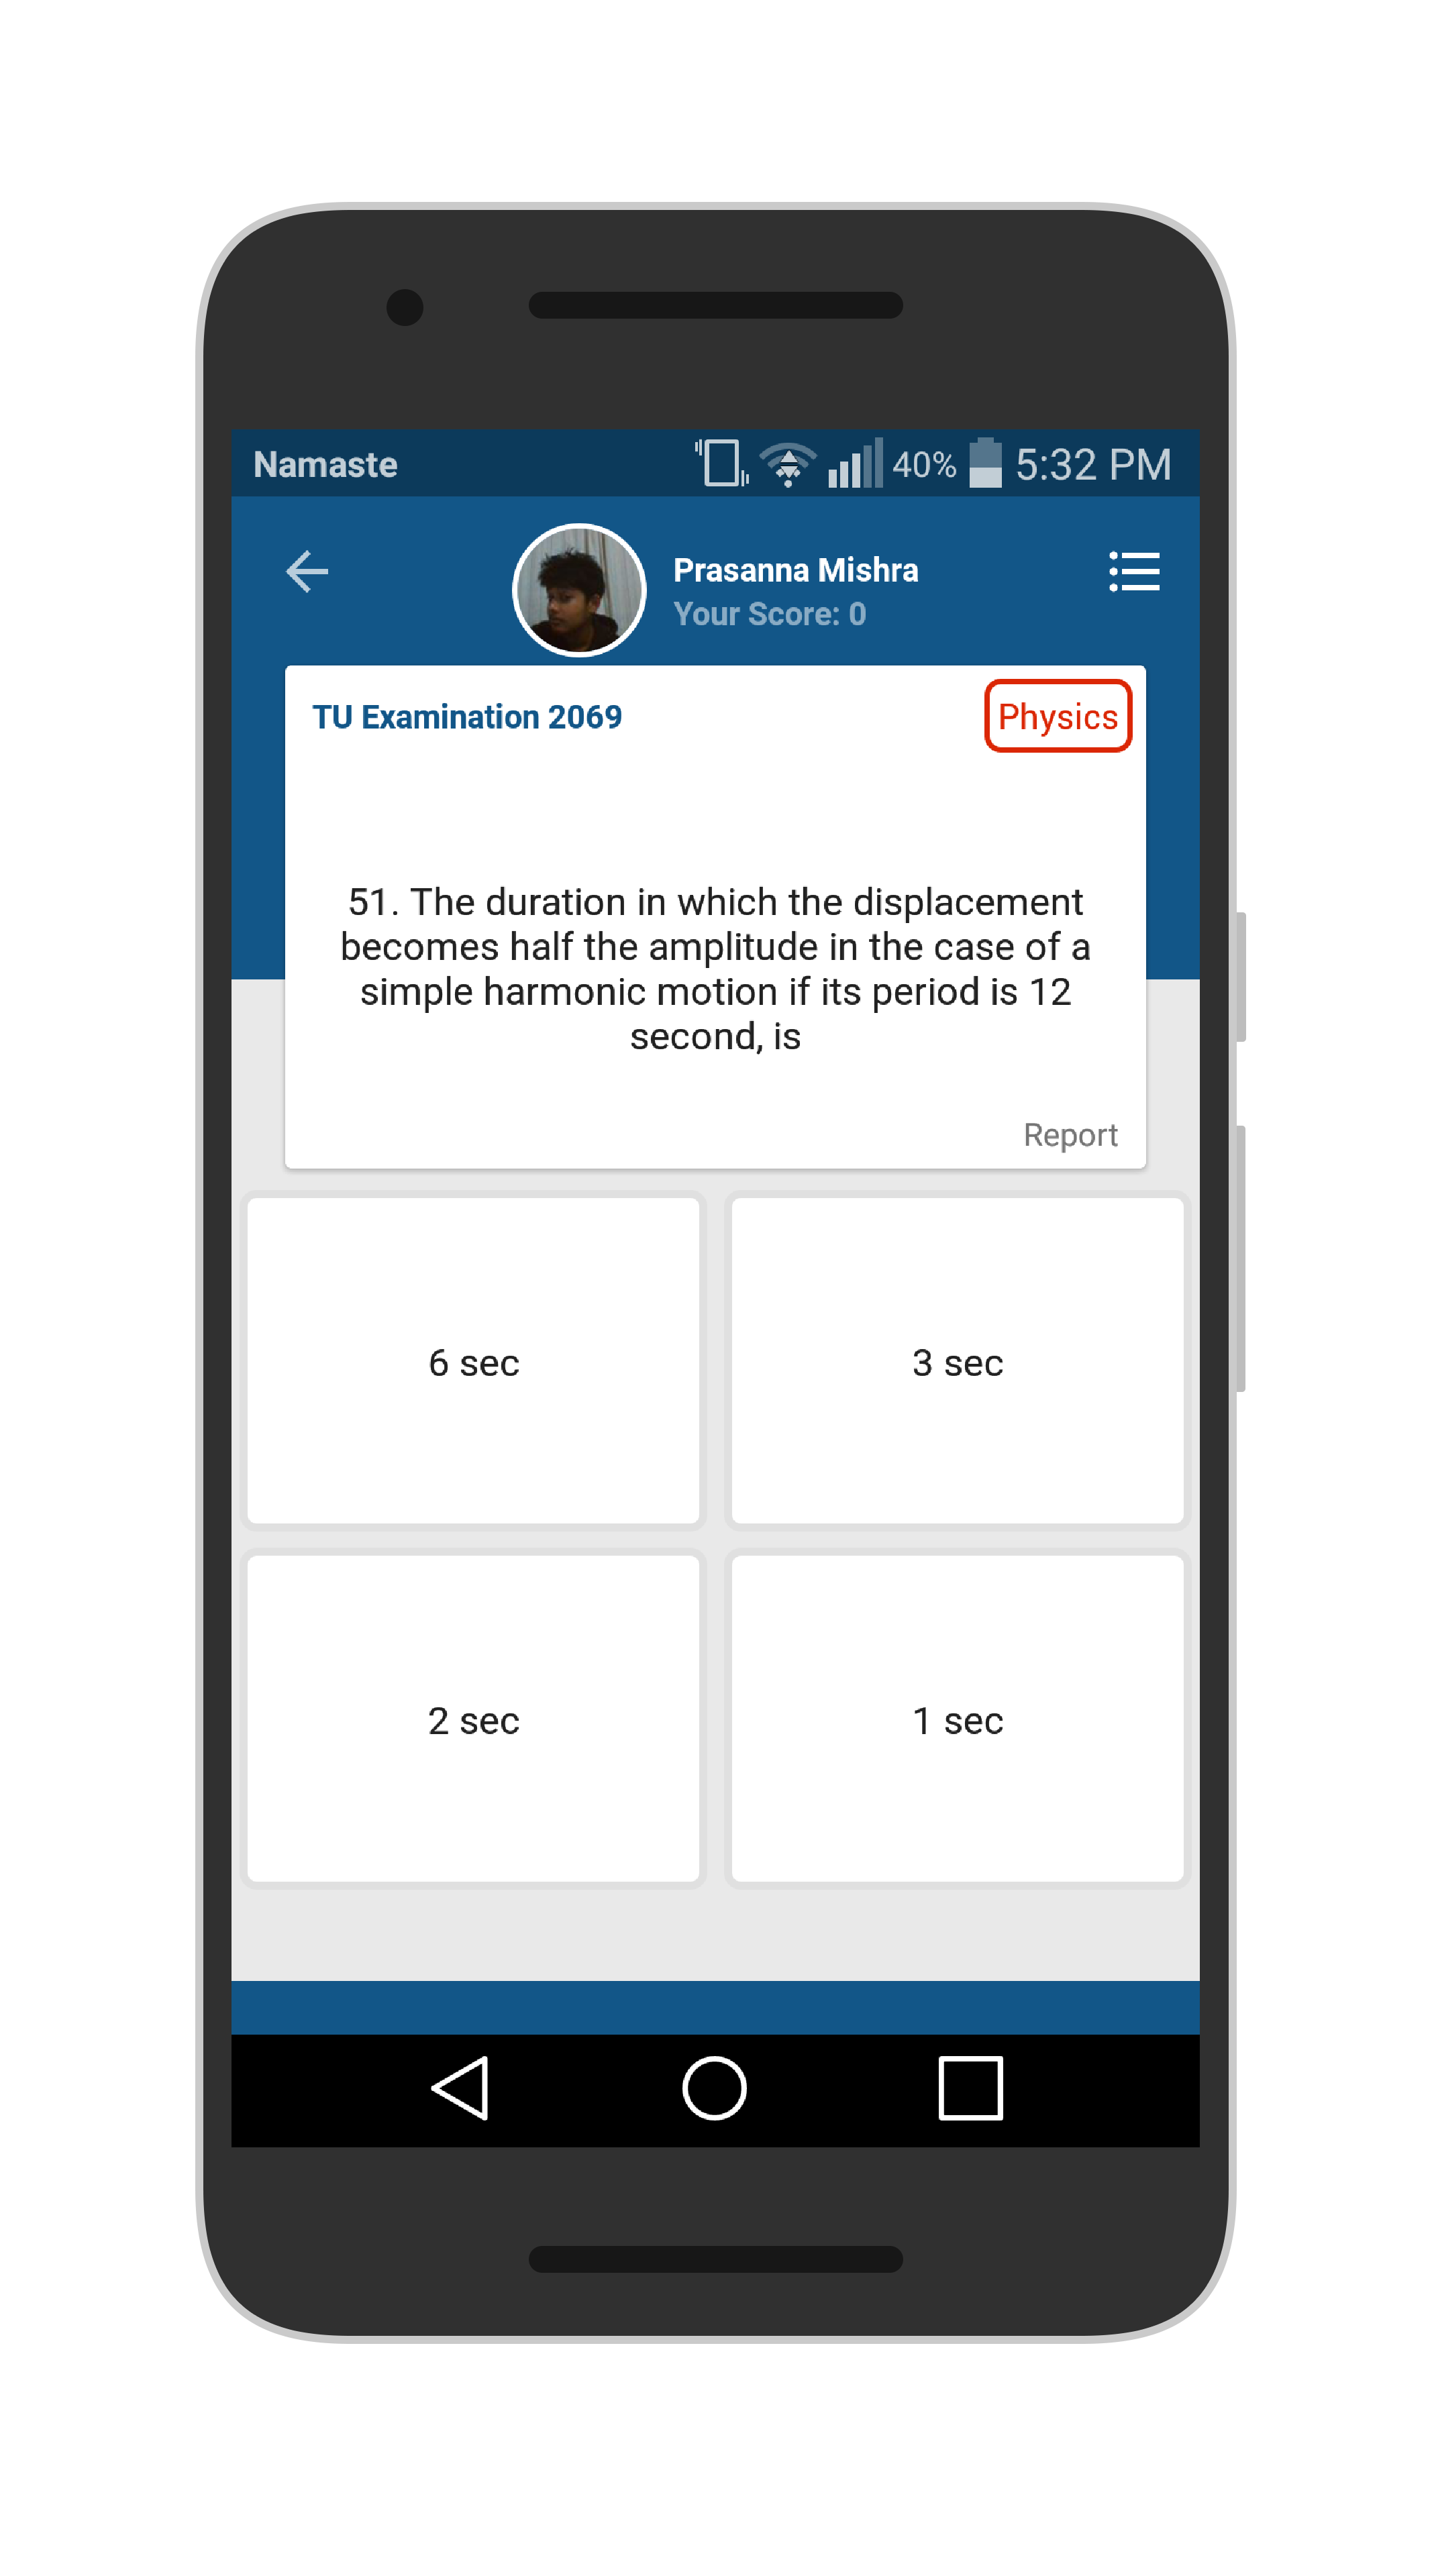 Namaste 40% 5:32 PM
Prasanna Mishra
Your Score: 0
TU Examination 2069 Physics
51. The duration in which the displacement
becomes half the amplitude in the case of a
simple harmonic motion if its period is 12
second, is
Report
6 sec 3 sec
2 sec 1 sec